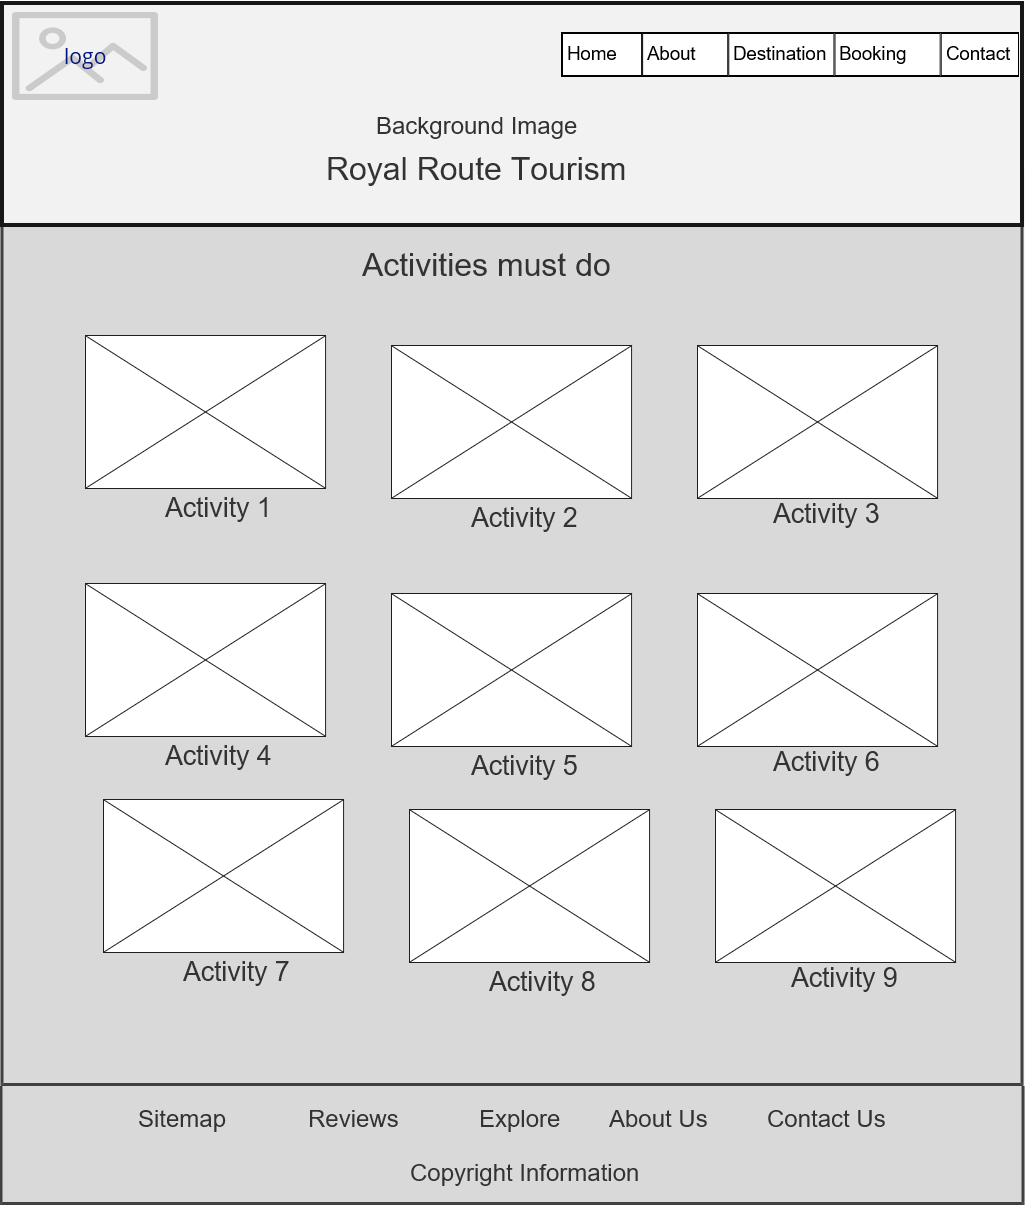 logo
Home About Destination Booking Contact
Background Image
Royal Route Tourism
Activities must do
Activity 1 Activity 2 Activity 3
Activity 4 Activity 5 Activity 6
Activity 7 Activity 8 Activity 9
Sitemap Reviews Explore About Us Contact Us
Copyright Information